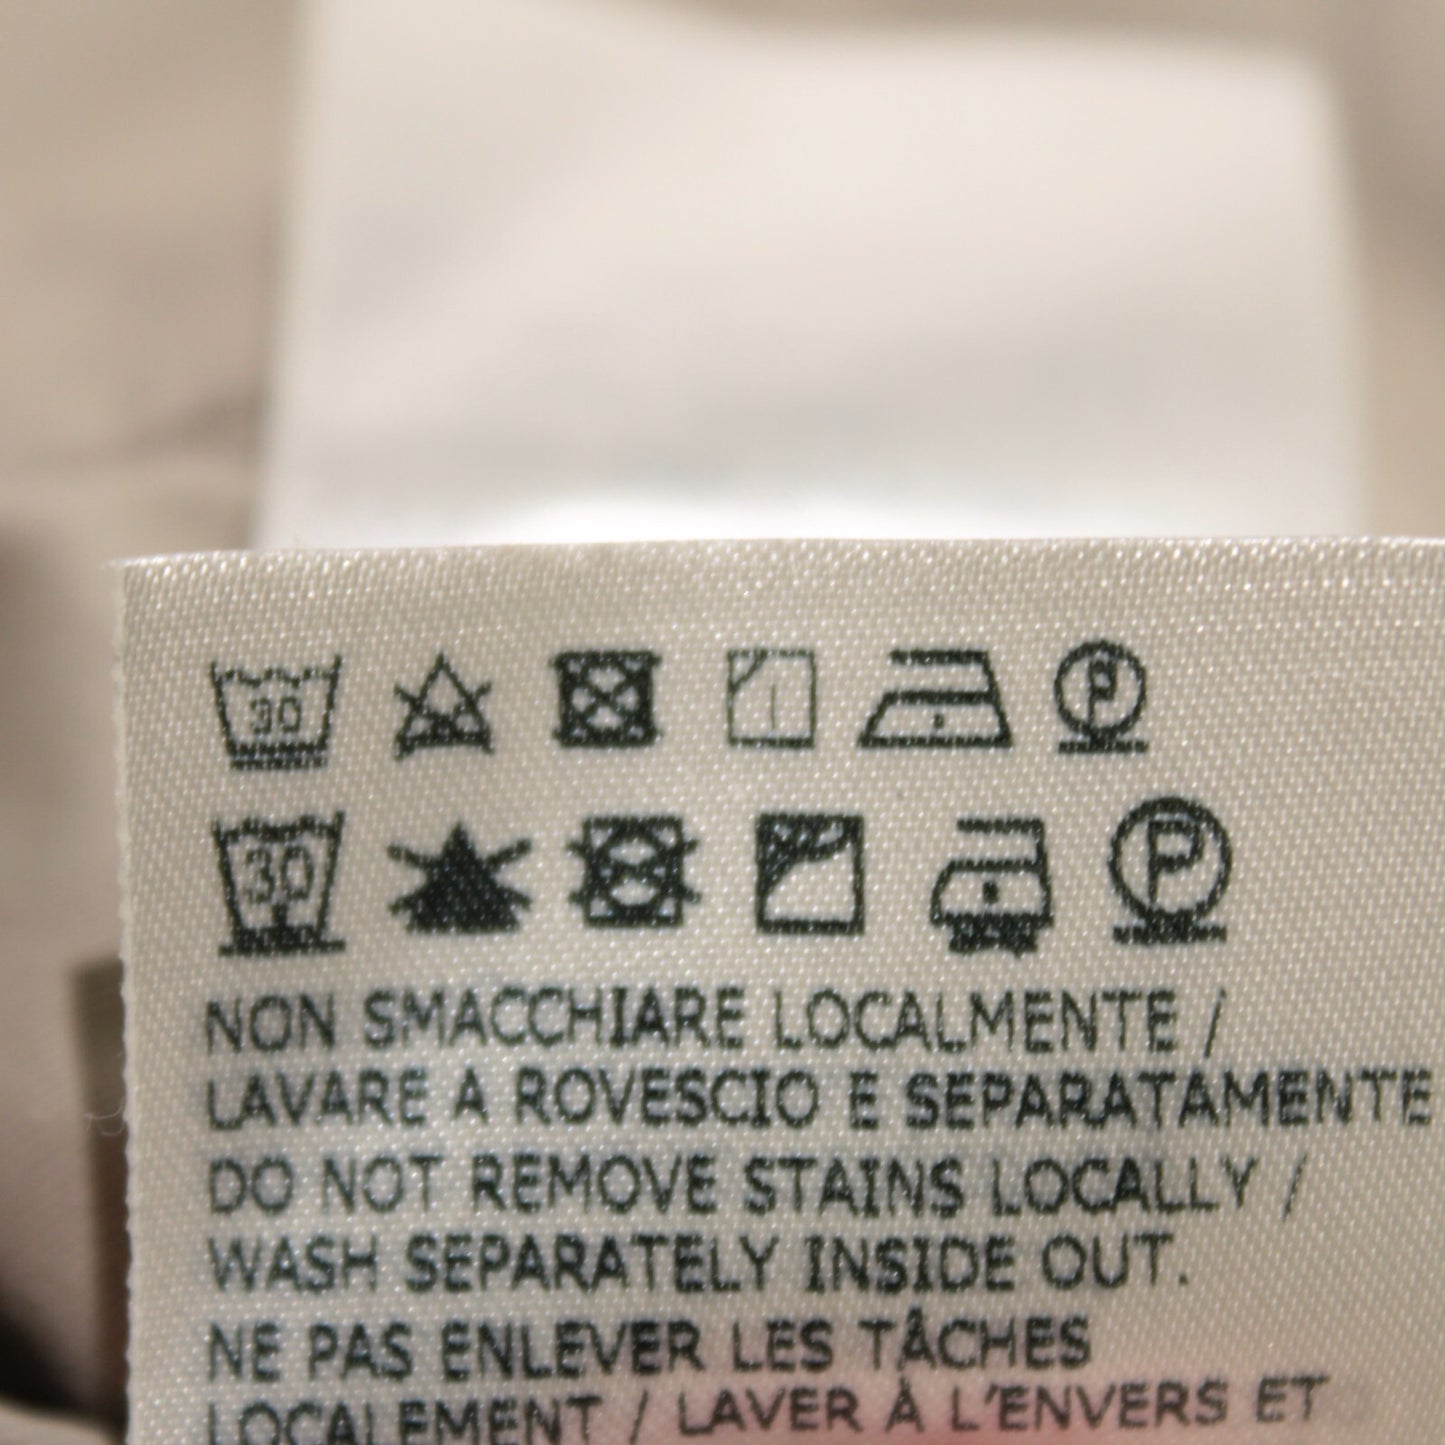 30 P
30 P
NON SMACCHIARE LOCALMENTE /
LAVARE A ROVESCIO E SEPARATAMENTE
DO NOT REMOVE STAINS LOCALLY /
WASH SEPARATELY INSIDE OUT.
NE PAS ENLEVER LES TÂCHES
LOCALEMENT / LAVER À L'ENVERS ET